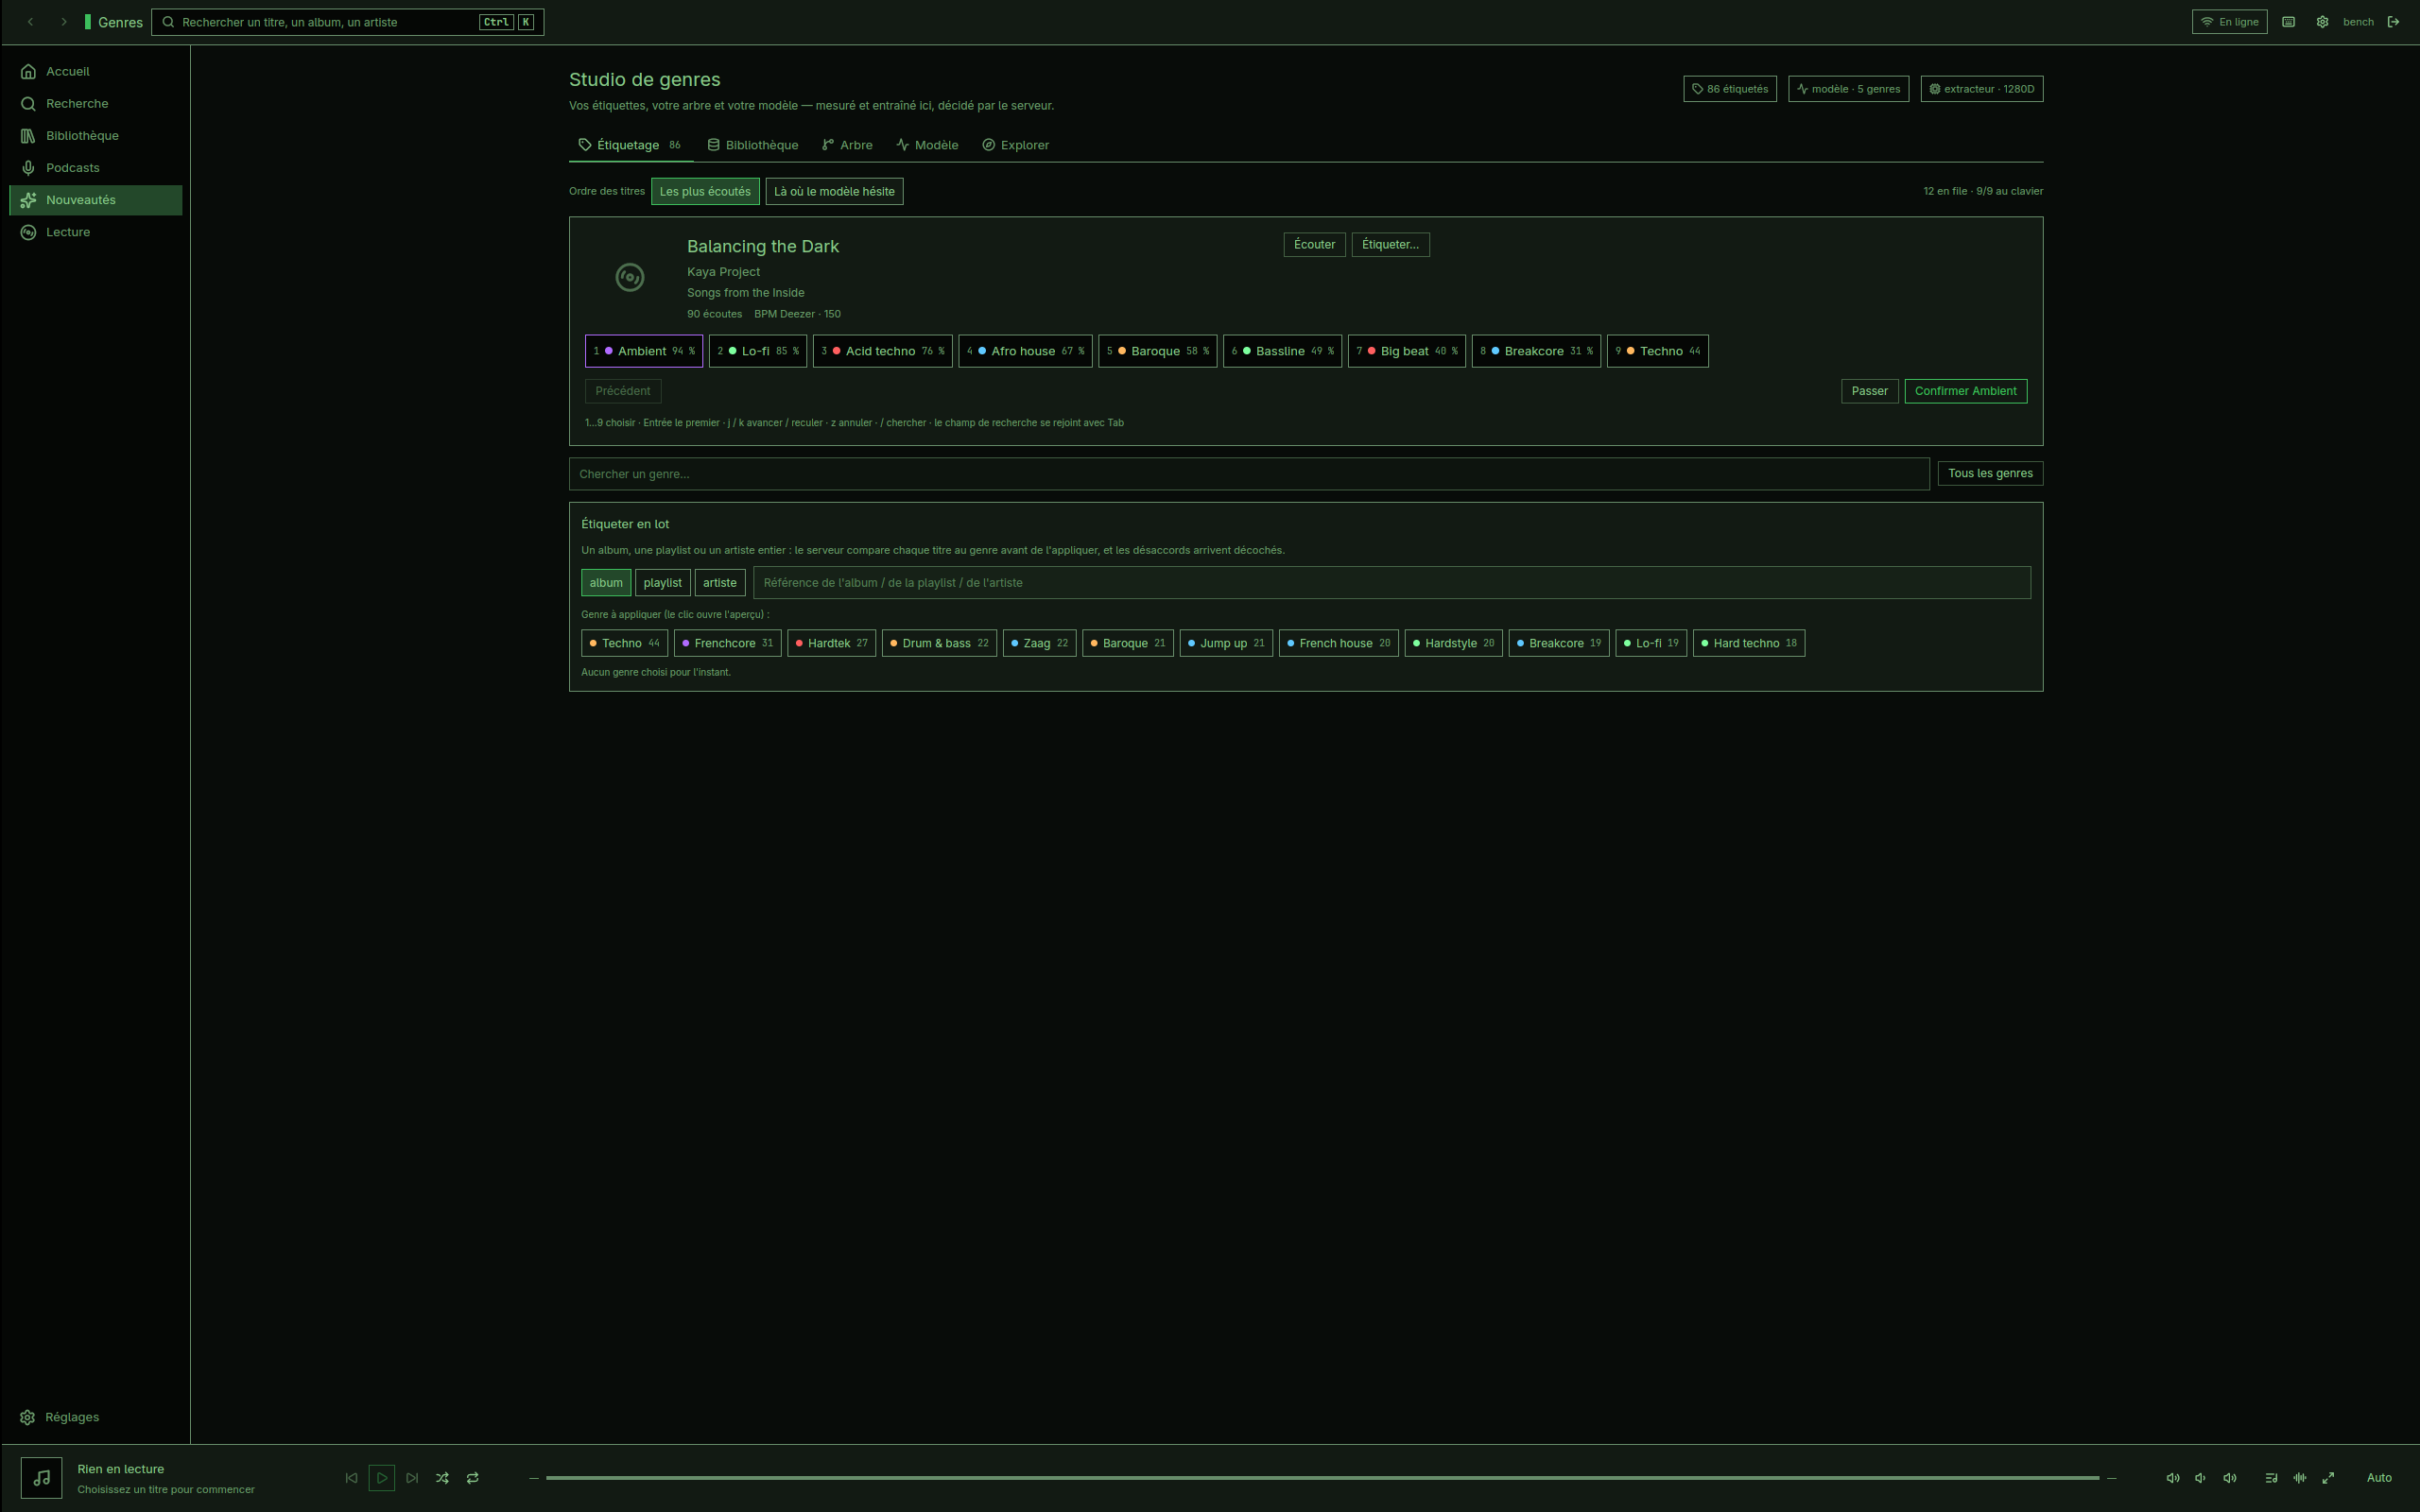 Genres
Rechercher un titre, un album, un artiste Ctrl K
En ligne
bench
Accueil
Recherche
Bibliothèque
Podcasts
Nouveautés
Lecture
Réglages
Studio de genres
Vos étiquettes, votre arbre et votre modèle — mesuré et entraîné ici, décidé par le serveur.
86 étiquetés
modèle · 5 genres
extracteur · 1280D
Étiquetage 86 Bibliothèque Arbre Modèle Explorer
Ordre des titres Les plus écoutés Là où le modèle hésite 12 en file · 9/9 au clavier
Balancing the Dark
Écouter Étiqueter…
Kaya Project
Songs from the Inside
90 écoutes BPM Deezer · 150
1 Ambient 94 % 2 Lo-fi 85 % 3 Acid techno 76 % 4 Afro house 67 % 5 Baroque 58 % 6 Bassline 49 % 7 Big beat 40 % 8 Breakcore 31 % 9 Techno 44
Précédent Passer Confirmer Ambient
1…9 choisir · Entrée le premier · j / k avancer / reculer · z annuler · / chercher · le champ de recherche se rejoint avec Tab
Chercher un genre… Tous les genres
Étiqueter en lot
Un album, une playlist ou un artiste entier : le serveur compare chaque titre au genre avant de l'appliquer, et les désaccords arrivent décochés.
album playlist artiste Référence de l'album / de la playlist / de l'artiste
Genre à appliquer (le clic ouvre l'aperçu) :
Techno 44 Frenchcore 31 Hardtek 27 Drum & bass 22 Zaag 22 Baroque 21 Jump up 21 French house 20 Hardstyle 20 Breakcore 19 Lo-fi 19 Hard techno 18
Aucun genre choisi pour l'instant.
Rien en lecture
Choisissez un titre pour commencer
— —
Auto